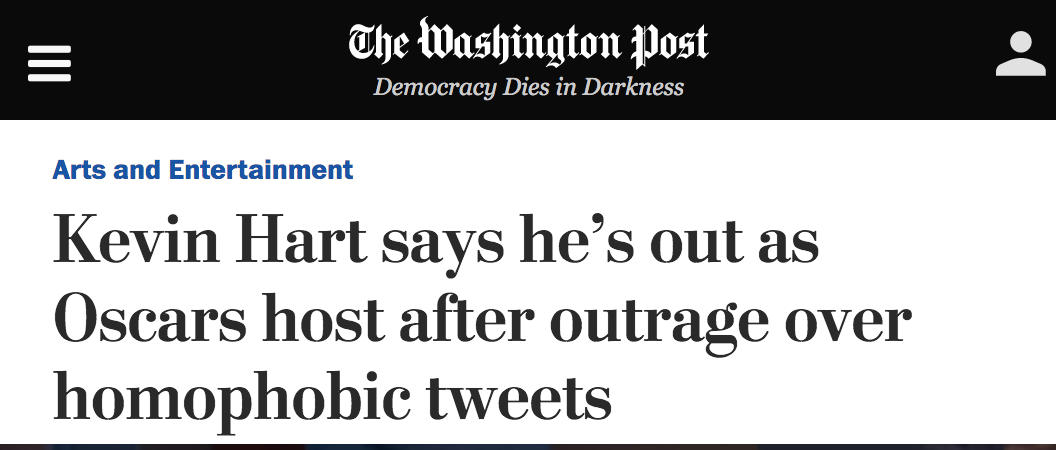 The Washington Post
Democracy Dies in Darkness
Arts and Entertainment
Kevin Hart says he’s out as
Oscars host after outrage over
homophobic tweets